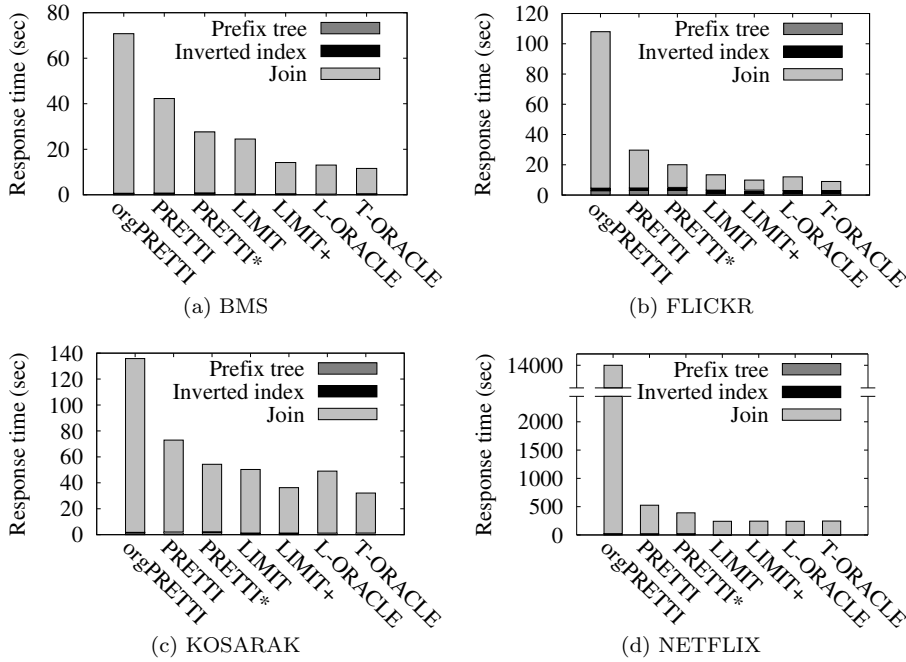 Response time (sec)
80
60
40
20
0
Prefix tree
Inverted index
Join
orgPRETTI
PRETTI
PRETTI*
LIMIT
LIMIT+
L-ORACLE
T-ORACLE
(a) BMS
Response time (sec)
120
100
80
60
40
20
0
Prefix tree
Inverted index
Join
orgPRETTI
PRETTI
PRETTI*
LIMIT
LIMIT+
L-ORACLE
T-ORACLE
(b) FLICKR
Response time (sec)
140
120
100
80
60
40
20
0
Prefix tree
Inverted index
Join
orgPRETTI
PRETTI
PRETTI*
LIMIT
LIMIT+
L-ORACLE
T-ORACLE
(c) KOSARAK
Response time (sec)
14000
2000
1500
1000
500
0
Prefix tree
Inverted index
Join
orgPRETTI
PRETTI
PRETTI*
LIMIT
LIMIT+
L-ORACLE
T-ORACLE
(d) NETFLIX